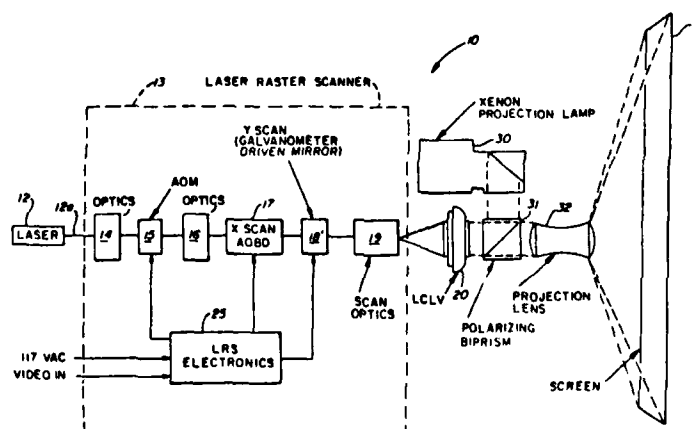 10
13
LASER RASTER SCANNER
XENON
PROJECTION LAMP
30
Y SCAN
(GALVANOMETER
DRIVEN MIRROR)
AOM
12
12a
OPTICS
OPTICS
17
31
32
LASER
14
15
16
X SCAN
AOBD
18'
19
LCLV
20
SCAN
OPTICS
PROJECTION
LENS
POLARIZING
BIPRISM
25
LRS
ELECTRONICS
117 VAC
VIDEO IN
SCREEN